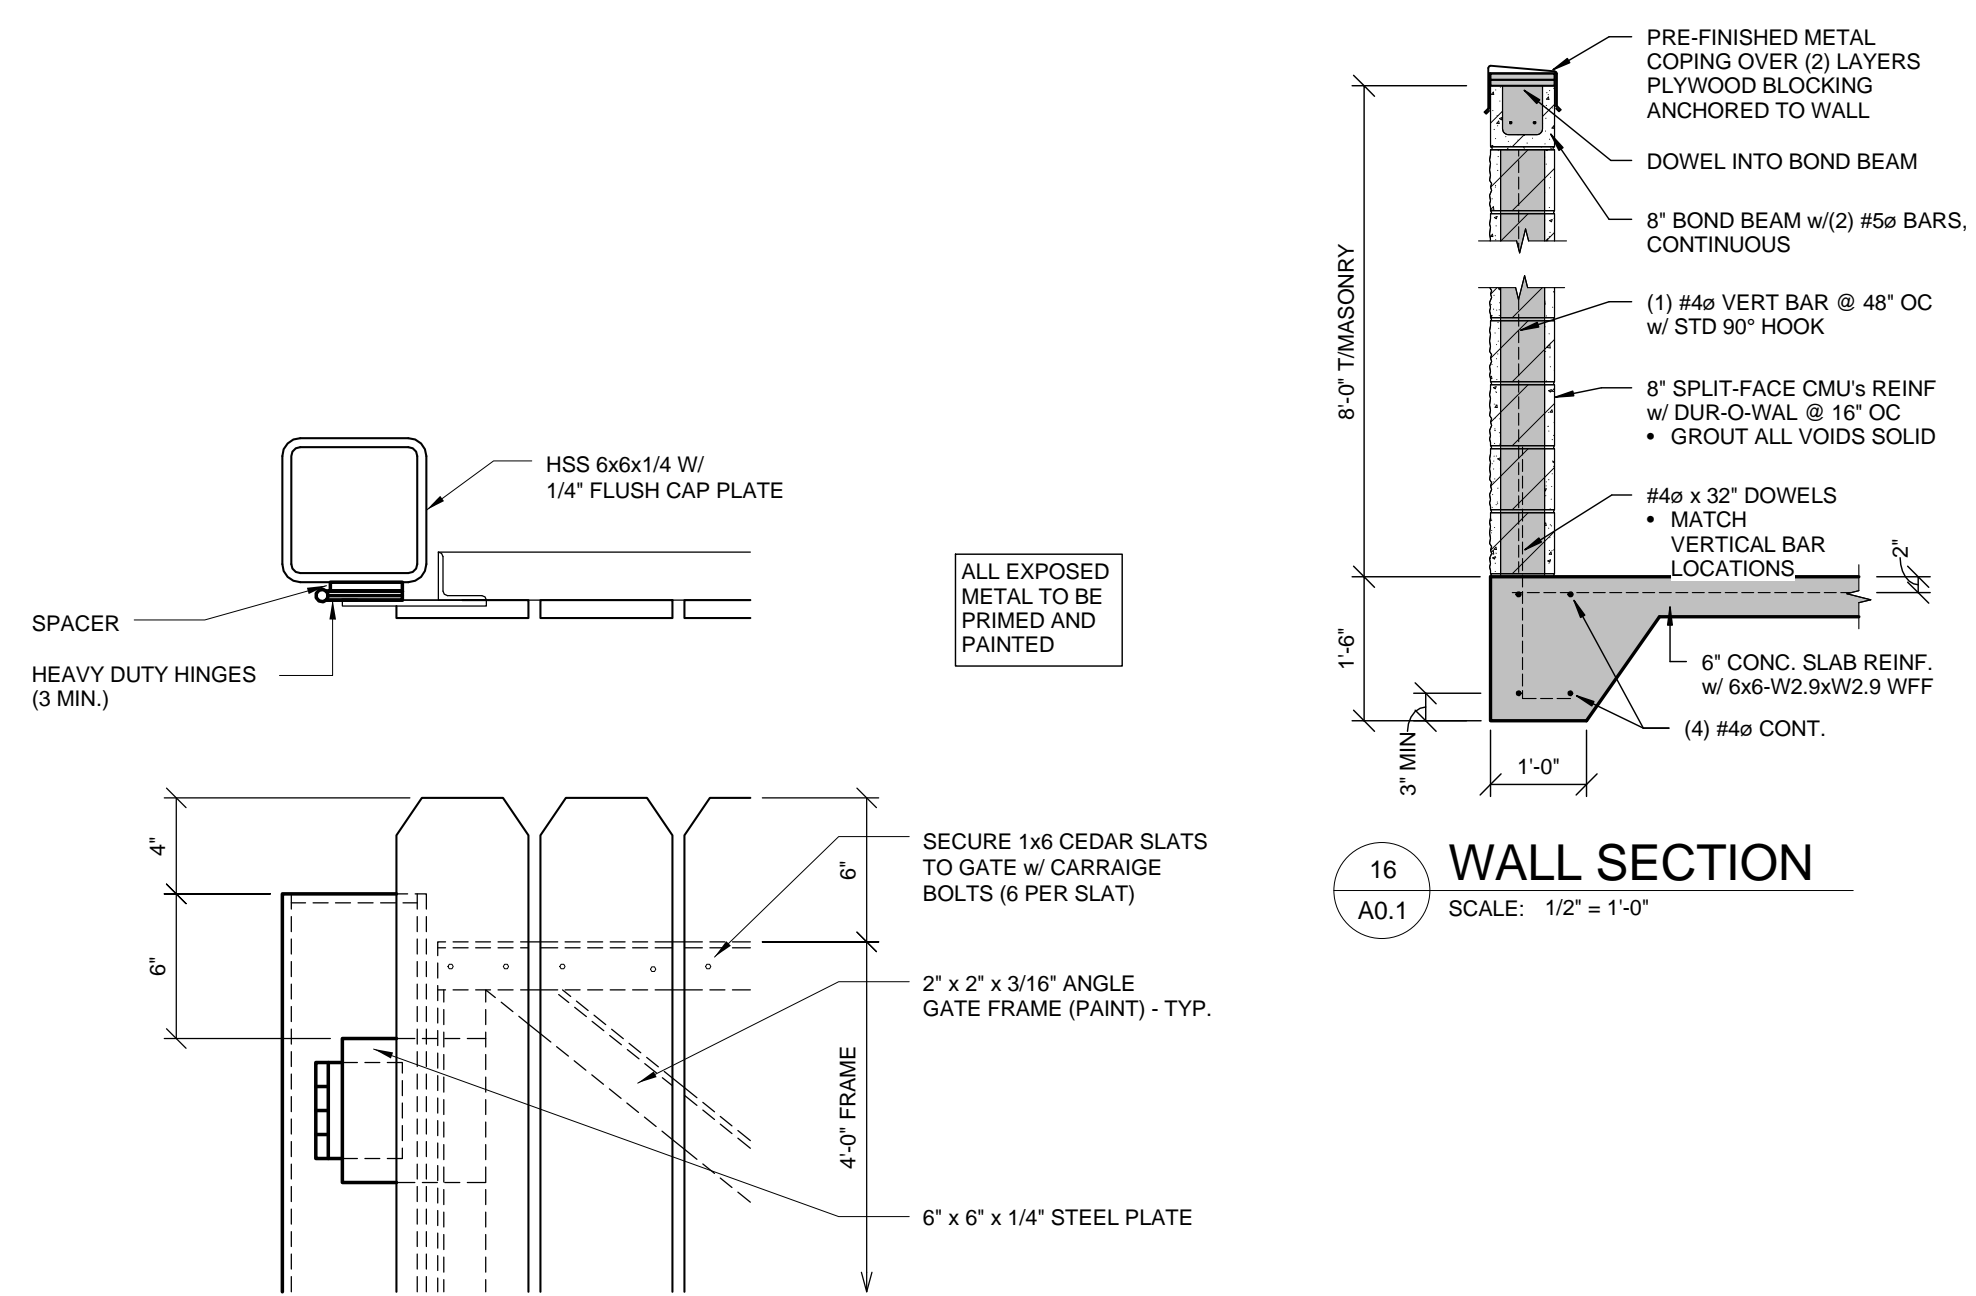 HSS 6x6x1/4 W/
1/4" FLUSH CAP PLATE
SPACER
HEAVY DUTY HINGES
(3 MIN.)
ALL EXPOSED
METAL TO BE
PRIMED AND
PAINTED
4"
6"
6"
4'-0" FRAME
SECURE 1x6 CEDAR SLATS
TO GATE w/ CARRAIGE
BOLTS (6 PER SLAT)
2" x 2" x 3/16" ANGLE
GATE FRAME (PAINT) - TYP.
6" x 6" x 1/4" STEEL PLATE
PRE-FINISHED METAL
COPING OVER (2) LAYERS
PLYWOOD BLOCKING
ANCHORED TO WALL
DOWEL INTO BOND BEAM
8" BOND BEAM w/(2) #5ø BARS,
CONTINUOUS
(1) #4ø VERT BAR @ 48" OC
w/ STD 90° HOOK
8" SPLIT-FACE CMU's REINF
w/ DUR-O-WAL @ 16" OC
• GROUT ALL VOIDS SOLID
#4ø x 32" DOWELS
• MATCH
VERTICAL BAR
LOCATIONS
8'-0" T/MASONRY
2"
1'-6"
6" CONC. SLAB REINF.
w/ 6x6-W2.9xW2.9 WFF
(4) #4ø CONT.
3" MIN
1'-0"
16
A0.1
WALL SECTION
SCALE: 1/2" = 1'-0"